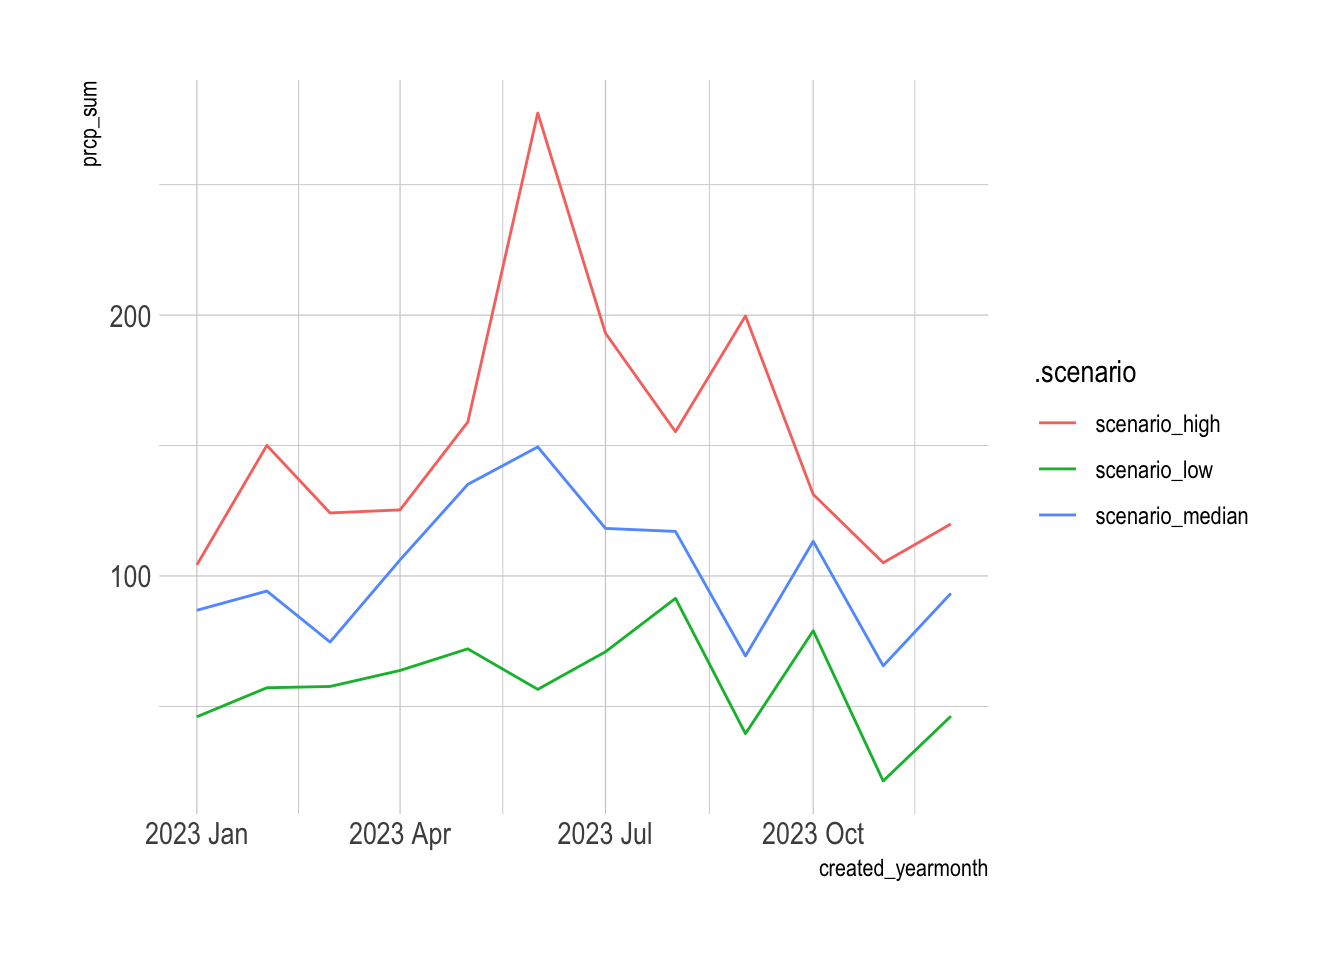 prcp_sum
200
100
2023 Jan
2023 Apr
2023 Jul
2023 Oct
created_yearmonth
.scenario
scenario_high
scenario_low
scenario_median